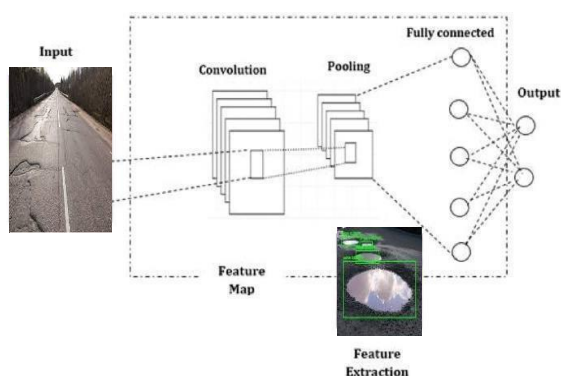 Input
Fully connected
Convolution
Pooling
Output
Feature
Map
Feature
Extraction